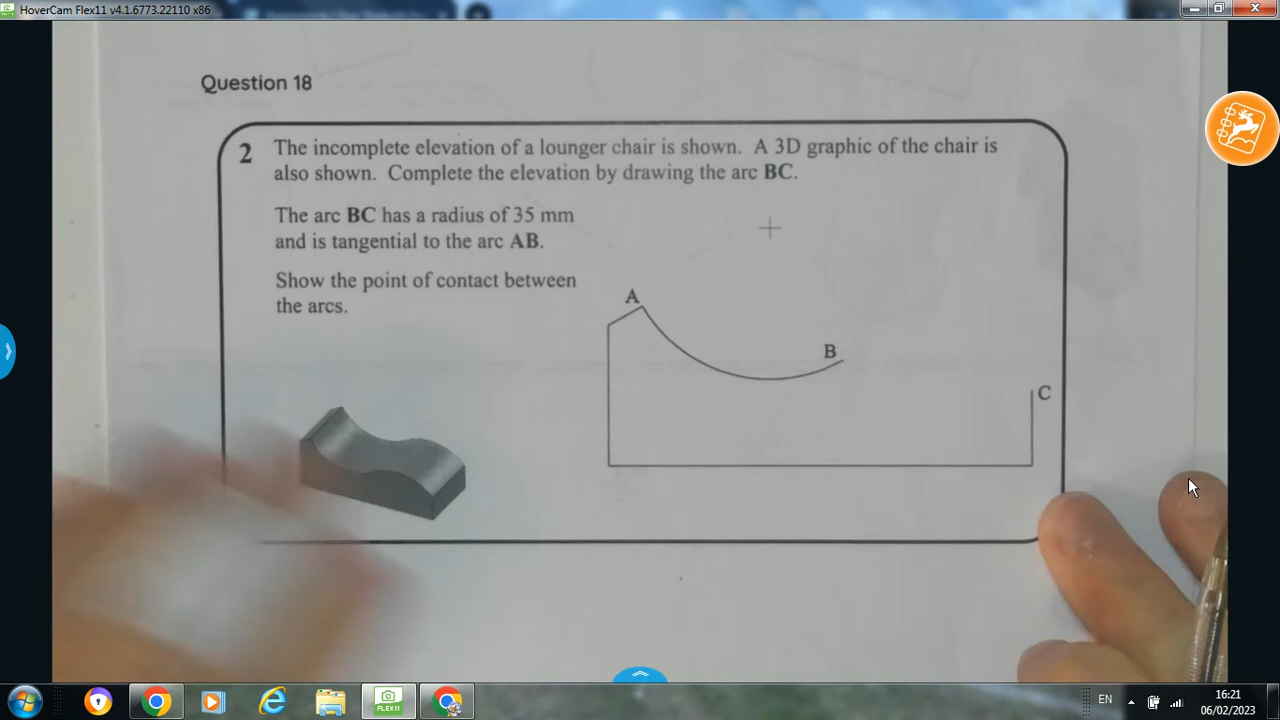 HoverCam Flex11 v4.1.6773.22110 x86
Question 18
2 The incomplete elevation of a lounger chair is shown. A 3D graphic of the chair is
also shown. Complete the elevation by drawing the arc BC.
The arc BC has a radius of 35 mm
and is tangential to the arc AB.
Show the point of contact between
the arcs.
A
B
C
FLEX11
EN
16:21
06/02/2023